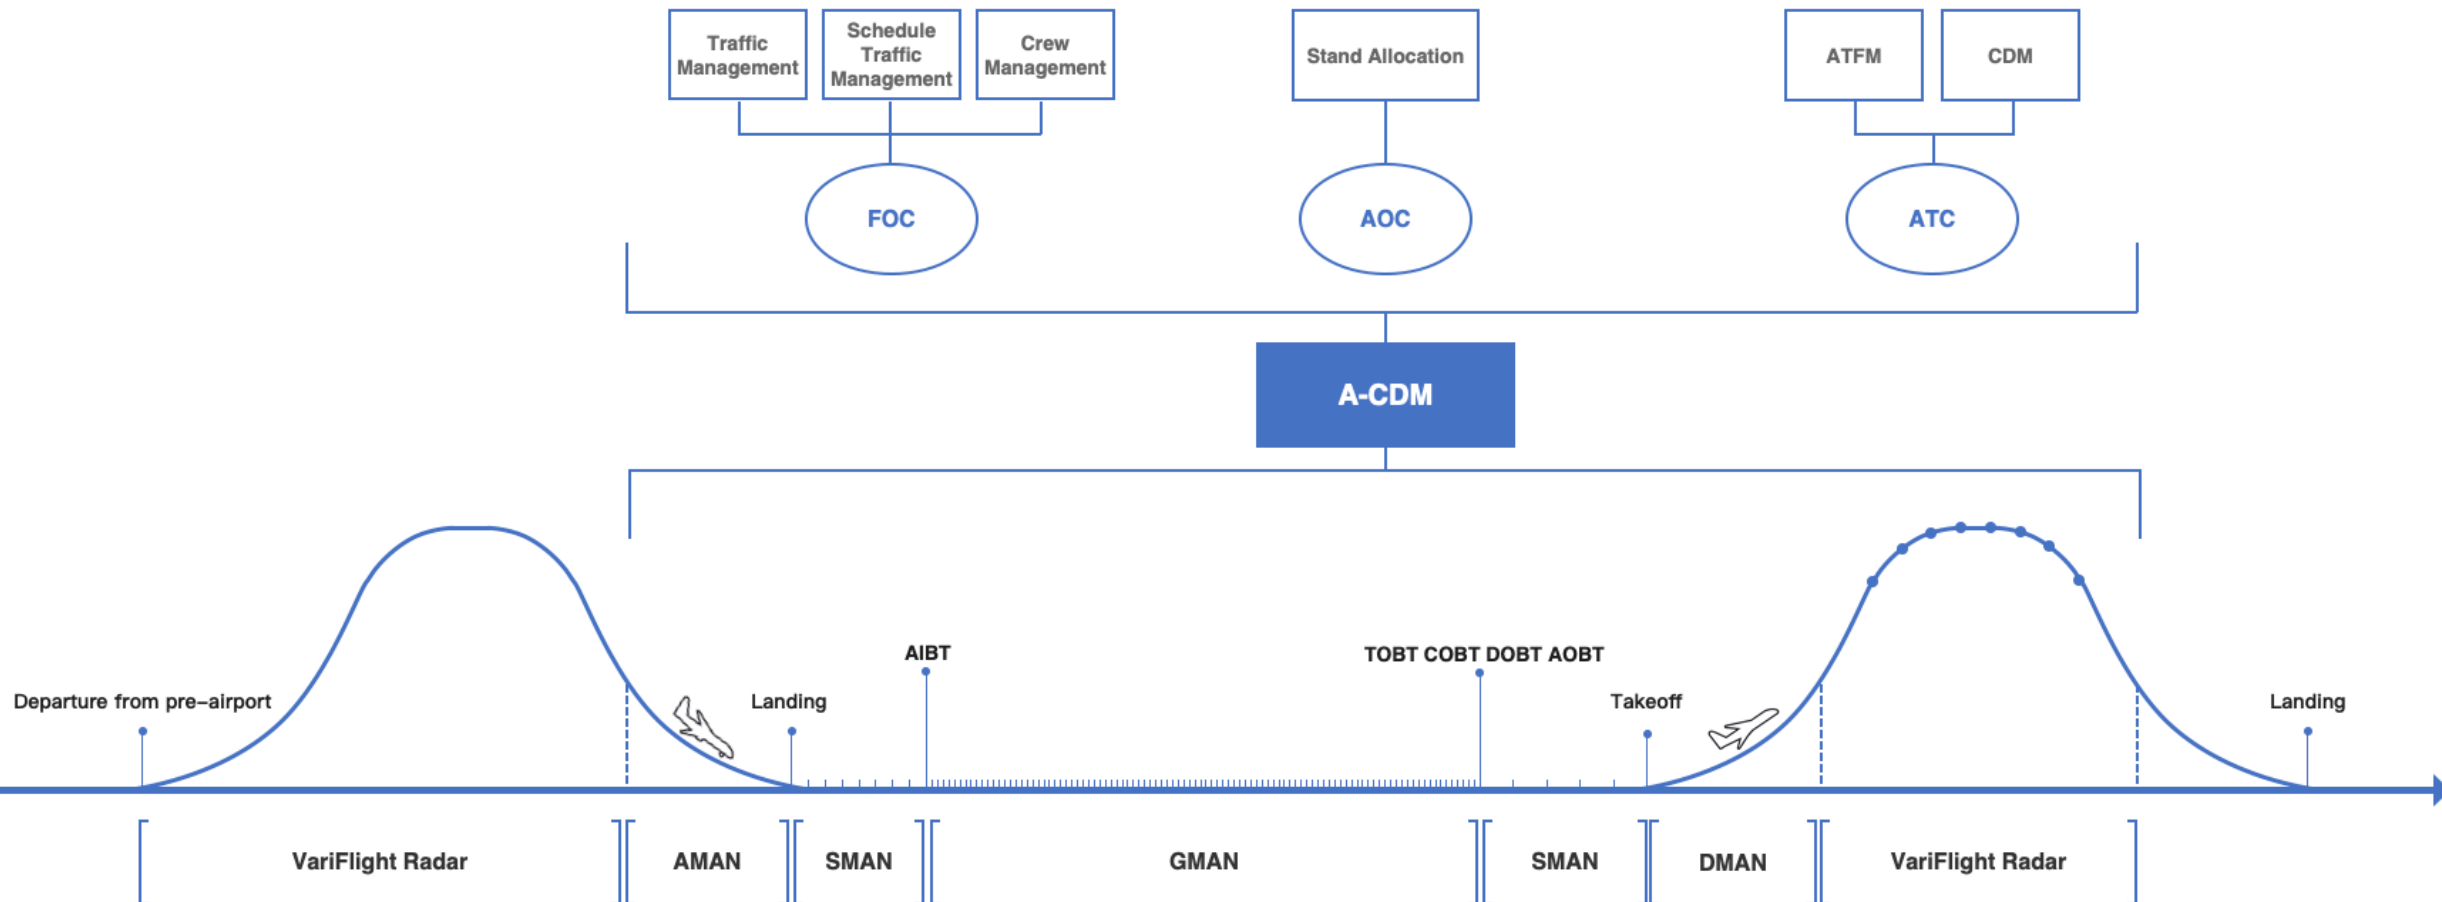 Traffic
Management
Schedule
Traffic
Management
Crew
Management
Stand Allocation
ATFM
CDM
FOC
AOC
ATC
A-CDM
AIBT
TOBT COBT DOBT AOBT
Departure from pre-airport
Landing
Takeoff
Landing
VariFlight Radar
AMAN
SMAN
GMAN
SMAN
DMAN
VariFlight Radar